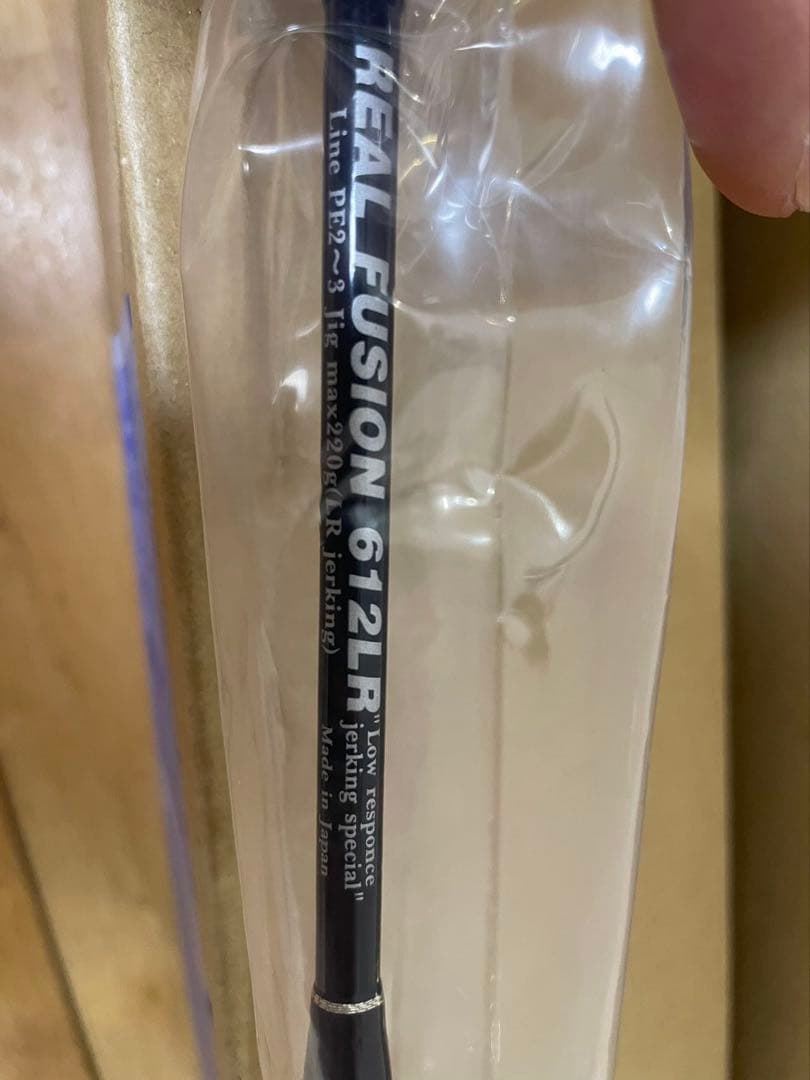 REAL FUSION 612LR
"Low responce
jerking special"
Line PE2～3 Jig max220g(LR jerking)
Made in Japan